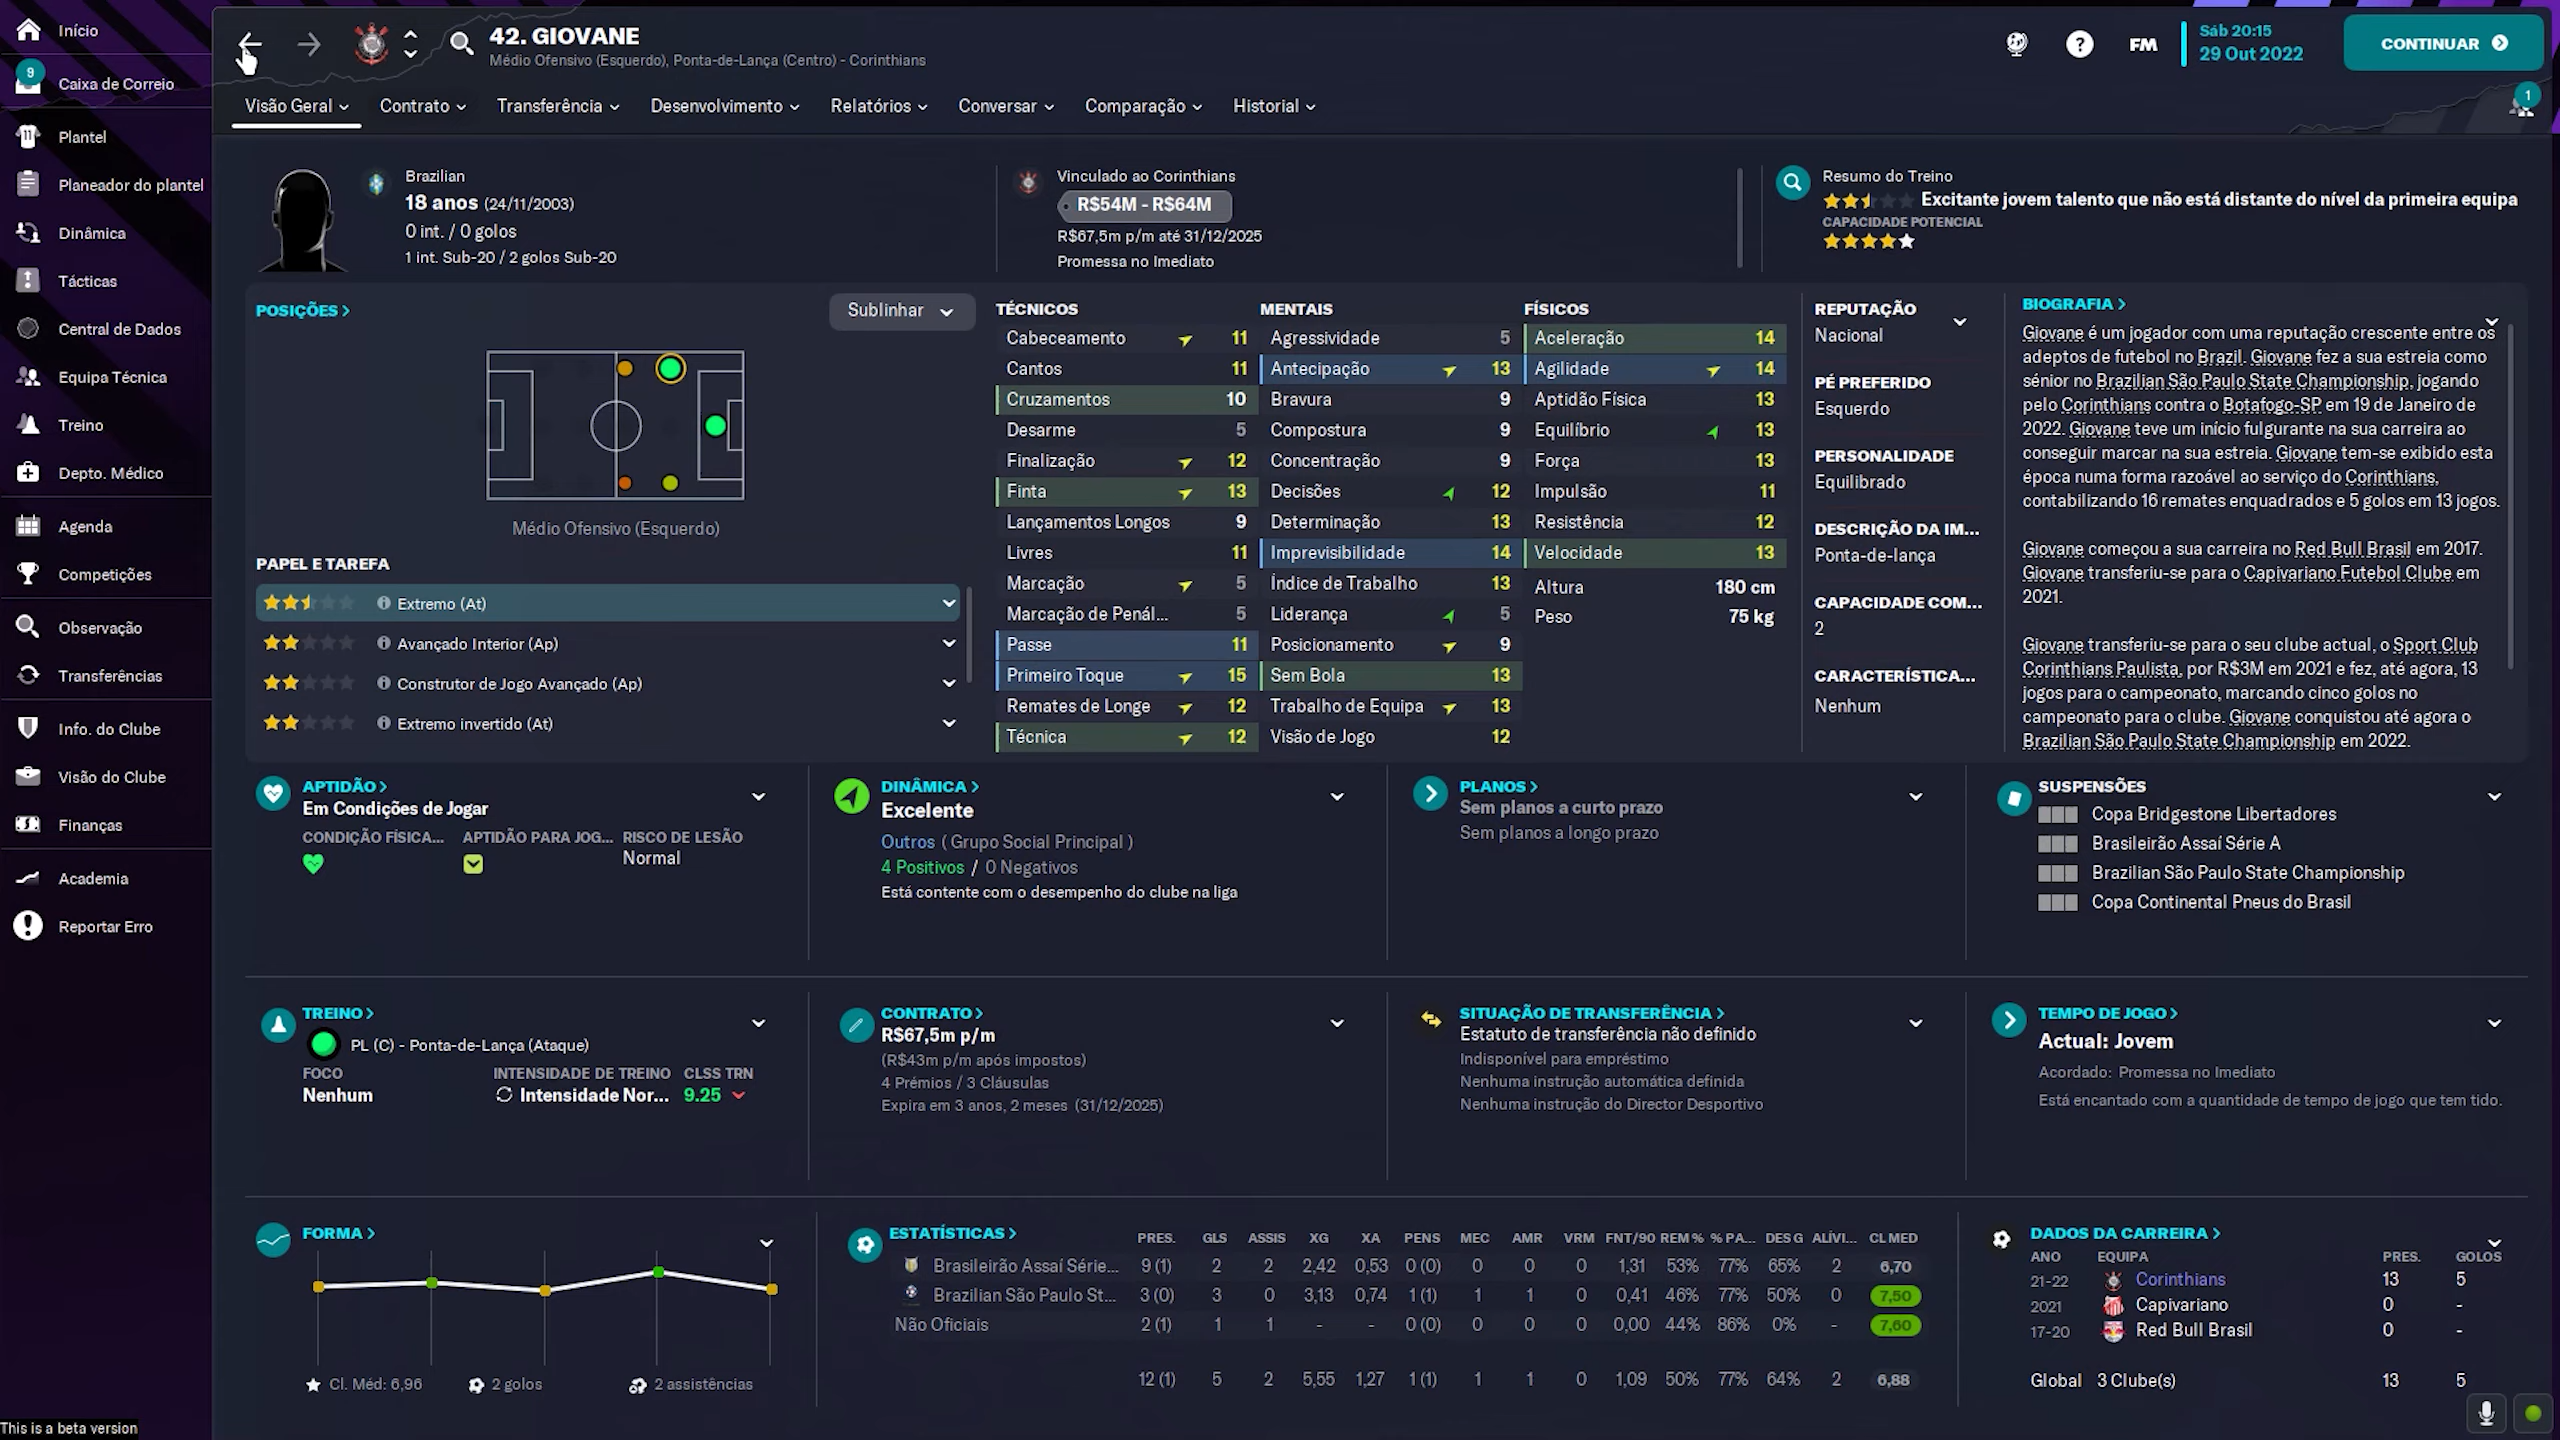 Início
9
Caixa de Correio
Plantel
Planeador do plantel
Dinâmica
Tácticas
Central de Dados
Equipa Técnica
Treino
Depto. Médico
Agenda
Competições
Observação
Transferências
Info. do Clube
Visão do Clube
Finanças
Academia
Reportar Erro
This is a beta version
42. GIOVANE
Médio Ofensivo (Esquerdo), Ponta-de-Lança (Centro) - Corinthians
?
FM
Sáb 20:15
29 Out 2022
CONTINUAR
Visão Geral
Contrato
Transferência
Desenvolvimento
Relatórios
Conversar
Comparação
Historial
1
Brazilian
18 anos (24/11/2003)
0 int. / 0 golos
1 int. Sub-20 / 2 golos Sub-20
Vinculado ao Corinthians
R$54M - R$64M
R$67,5m p/m até 31/12/2025
Promessa no Imediato
Resumo do Treino
Excitante jovem talento que não está distante do nível da primeira equipa
CAPACIDADE POTENCIAL
POSIÇÕES >
Sublinhar
Médio Ofensivo (Esquerdo)
PAPEL E TAREFA
Extremo (At)
Avançado Interior (Ap)
Construtor de Jogo Avançado (Ap)
Extremo invertido (At)
TÉCNICOS
Cabeceamento 11
Cantos 11
Cruzamentos 10
Desarme 5
Finalização 12
Finta 13
Lançamentos Longos 9
Livres 11
Marcação 5
Marcação de Penál... 5
Passe 11
Primeiro Toque 15
Remates de Longe 12
Técnica 12
MENTAIS
Agressividade 5
Antecipação 13
Bravura 9
Compostura 9
Concentração 9
Decisões 12
Determinação 13
Imprevisibilidade 14
Índice de Trabalho 13
Liderança 5
Posicionamento 9
Sem Bola 13
Trabalho de Equipa 13
Visão de Jogo 12
FÍSICOS
Aceleração 14
Agilidade 14
Aptidão Física 13
Equilíbrio 13
Força 13
Impulsão 11
Resistência 12
Velocidade 13
Altura 180 cm
Peso 75 kg
REPUTAÇÃO
Nacional
PÉ PREFERIDO
Esquerdo
PERSONALIDADE
Equilibrado
DESCRIÇÃO DA IM...
Ponta-de-lança
CAPACIDADE COM...
2
CARACTERÍSTICA...
Nenhum
BIOGRAFIA >
Giovane é um jogador com uma reputação crescente entre os
adeptos de futebol no Brazil. Giovane fez a sua estreia como
sénior no Brazilian São Paulo State Championship, jogando
pelo Corinthians contra o Botafogo-SP em 19 de Janeiro de
2022. Giovane teve um início fulgurante na sua carreira ao
conseguir marcar na sua estreia. Giovane tem-se exibido esta
época numa forma razoável ao serviço do Corinthians,
contabilizando 16 remates enquadrados e 5 golos em 13 jogos.
Giovane começou a sua carreira no Red Bull Brasil em 2017.
Giovane transferiu-se para o Capivariano Futebol Clube em
2021.
Giovane transferiu-se para o seu clube actual, o Sport Club
Corinthians Paulista, por R$3M em 2021 e fez, até agora, 13
jogos para o campeonato, marcando cinco golos no
campeonato para o clube. Giovane conquistou até agora o
Brazilian São Paulo State Championship em 2022.
APTIDÃO >
Em Condições de Jogar
CONDIÇÃO FÍSICA... APTIDÃO PARA JOG... RISCO DE LESÃO
Normal
DINÂMICA >
Excelente
Outros ( Grupo Social Principal )
4 Positivos / 0 Negativos
Está contente com o desempenho do clube na liga
PLANOS >
Sem planos a curto prazo
Sem planos a longo prazo
SUSPENSÕES
Copa Bridgestone Libertadores
Brasileirão Assaí Série A
Brazilian São Paulo State Championship
Copa Continental Pneus do Brasil
TREINO >
PL (C) - Ponta-de-Lança (Ataque)
FOCO INTENSIDADE DE TREINO CLSS TRN
Nenhum Intensidade Nor... 9.25
CONTRATO >
R$67,5m p/m
(R$43m p/m após impostos)
4 Prémios / 3 Cláusulas
Expira em 3 anos, 2 meses (31/12/2025)
SITUAÇÃO DE TRANSFERÊNCIA >
Estatuto de transferência não definido
Indisponível para empréstimo
Nenhuma instrução automática definida
Nenhuma instrução do Director Desportivo
TEMPO DE JOGO >
Actual: Jovem
Acordado: Promessa no Imediato
Está encantado com a quantidade de tempo de jogo que tem tido.
FORMA >
Cl. Méd: 6,96 2 golos 2 assistências
ESTATÍSTICAS > PRES. GLS ASSIS XG XA PENS MEC AMR VRM FNT/90 REM % % PA... DES G ALÍVI... CL MED
Brasileirão Assaí Série... 9 (1) 2 2 2,42 0,53 0 (0) 0 0 0 1,31 53% 77% 65% 2 6,70
Brazilian São Paulo St... 3 (0) 3 0 3,13 0,74 1 (1) 1 1 0 0,41 46% 77% 50% 0 7,50
Não Oficiais 2 (1) 1 1 - - 0 (0) 0 0 0 0,00 44% 86% 0% - 7,60
12 (1) 5 2 5,55 1,27 1 (1) 1 1 0 1,09 50% 77% 64% 2 6,88
DADOS DA CARREIRA >
ANO EQUIPA PRES. GOLOS
21-22 Corinthians 13 5
2021 Capivariano 0 -
17-20 Red Bull Brasil 0 -
Global 3 Clube(s) 13 5